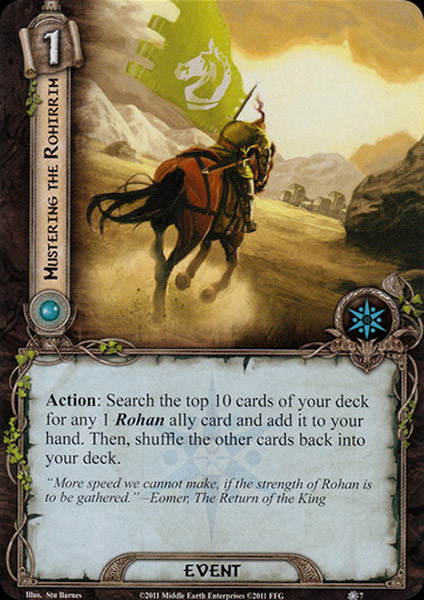 1
MUSTERING THE ROHIRRIM
Action: Search the top 10 cards of your deck
for any 1 Rohan ally card and add it to your
hand. Then, shuffle the other cards back into
your deck.
“More speed we cannot make, if the strength of Rohan is
to be gathered.” –Eomer, The Return of the King
EVENT
Illus. Stu Barnes
©2011 Middle Earth Enterprises ©2011 FFG
7